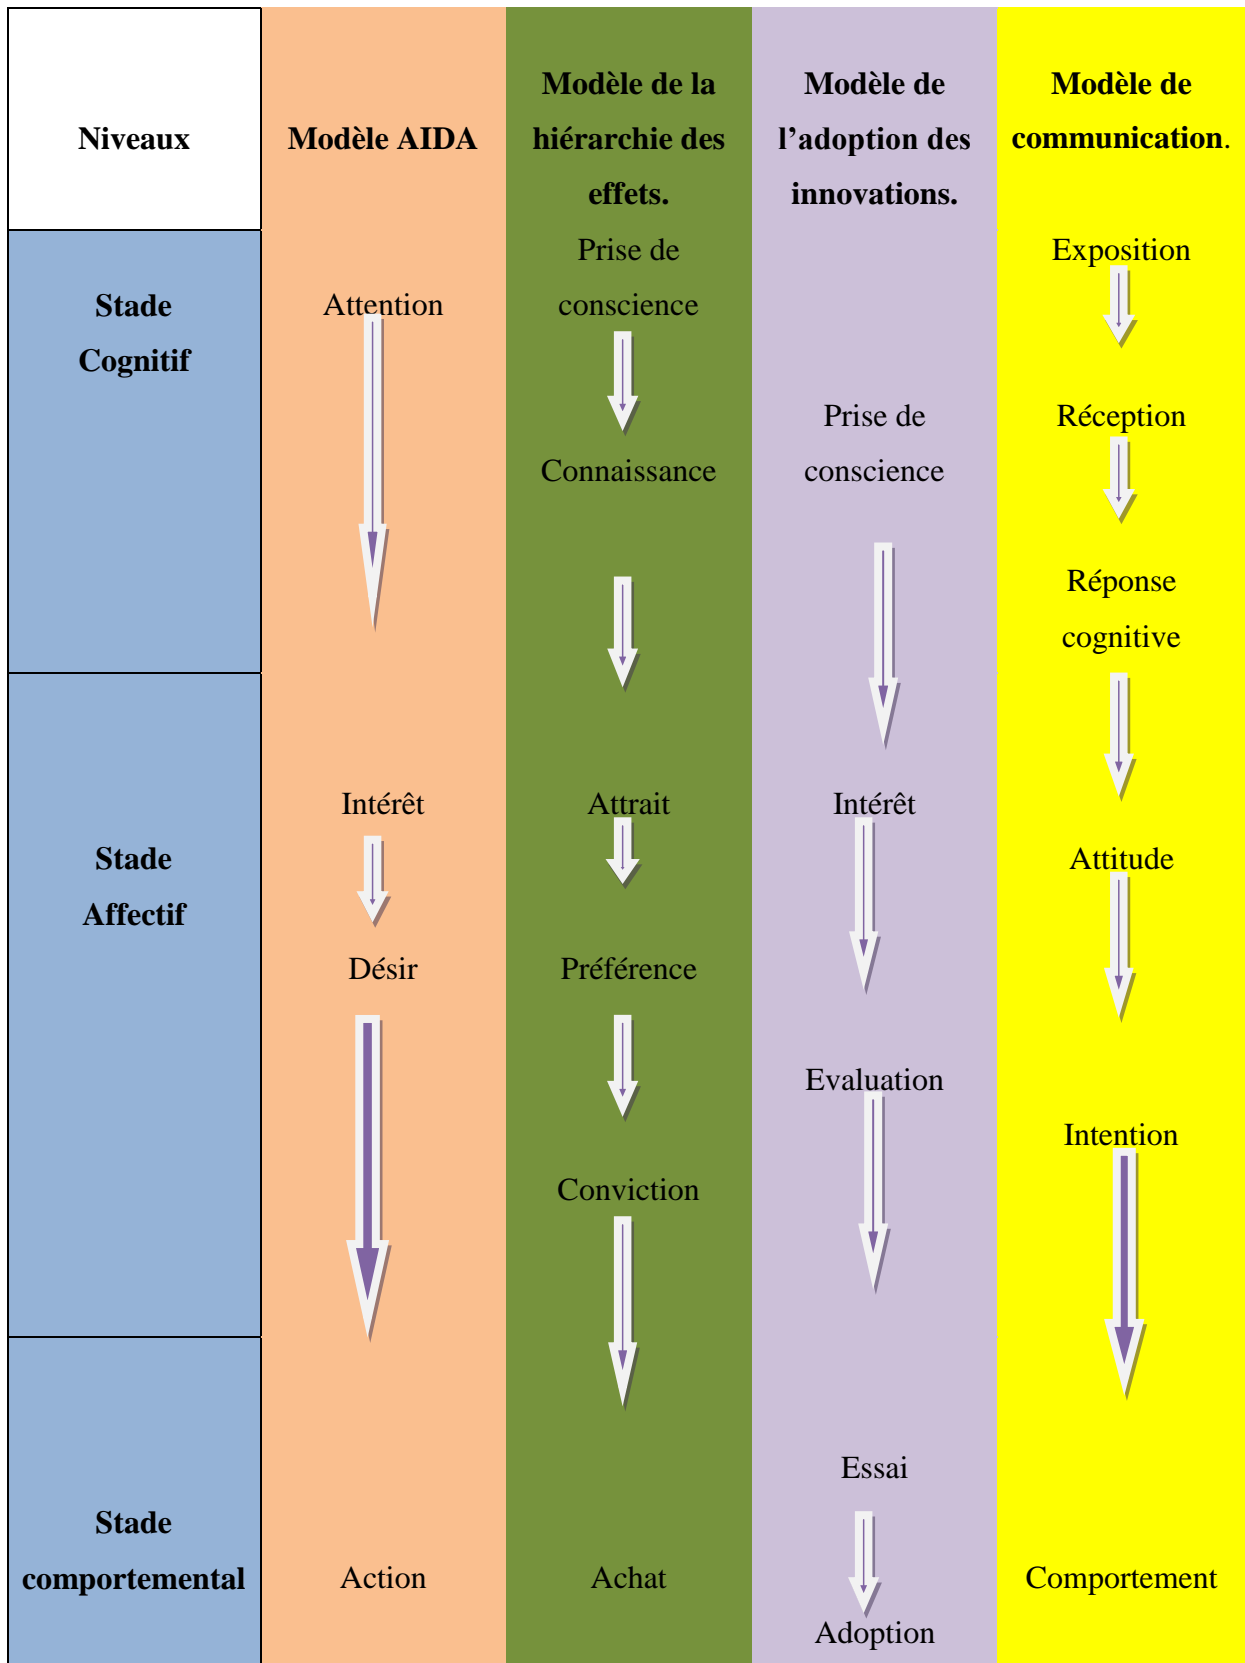 Niveaux
Modèle AIDA
Modèle de la
hiérarchie des
effets.
Modèle de
l’adoption des
innovations.
Modèle de
communication.
Stade
Cognitif
Attention
Prise de
conscience
Connaissance
Prise de
conscience
Exposition
Réception
Réponse
cognitive
Stade
Affectif
Intérêt
Désir
Attrait
Préférence
Conviction
Intérêt
Evaluation
Attitude
Intention
Stade
comportemental
Action
Achat
Essai
Adoption
Comportement